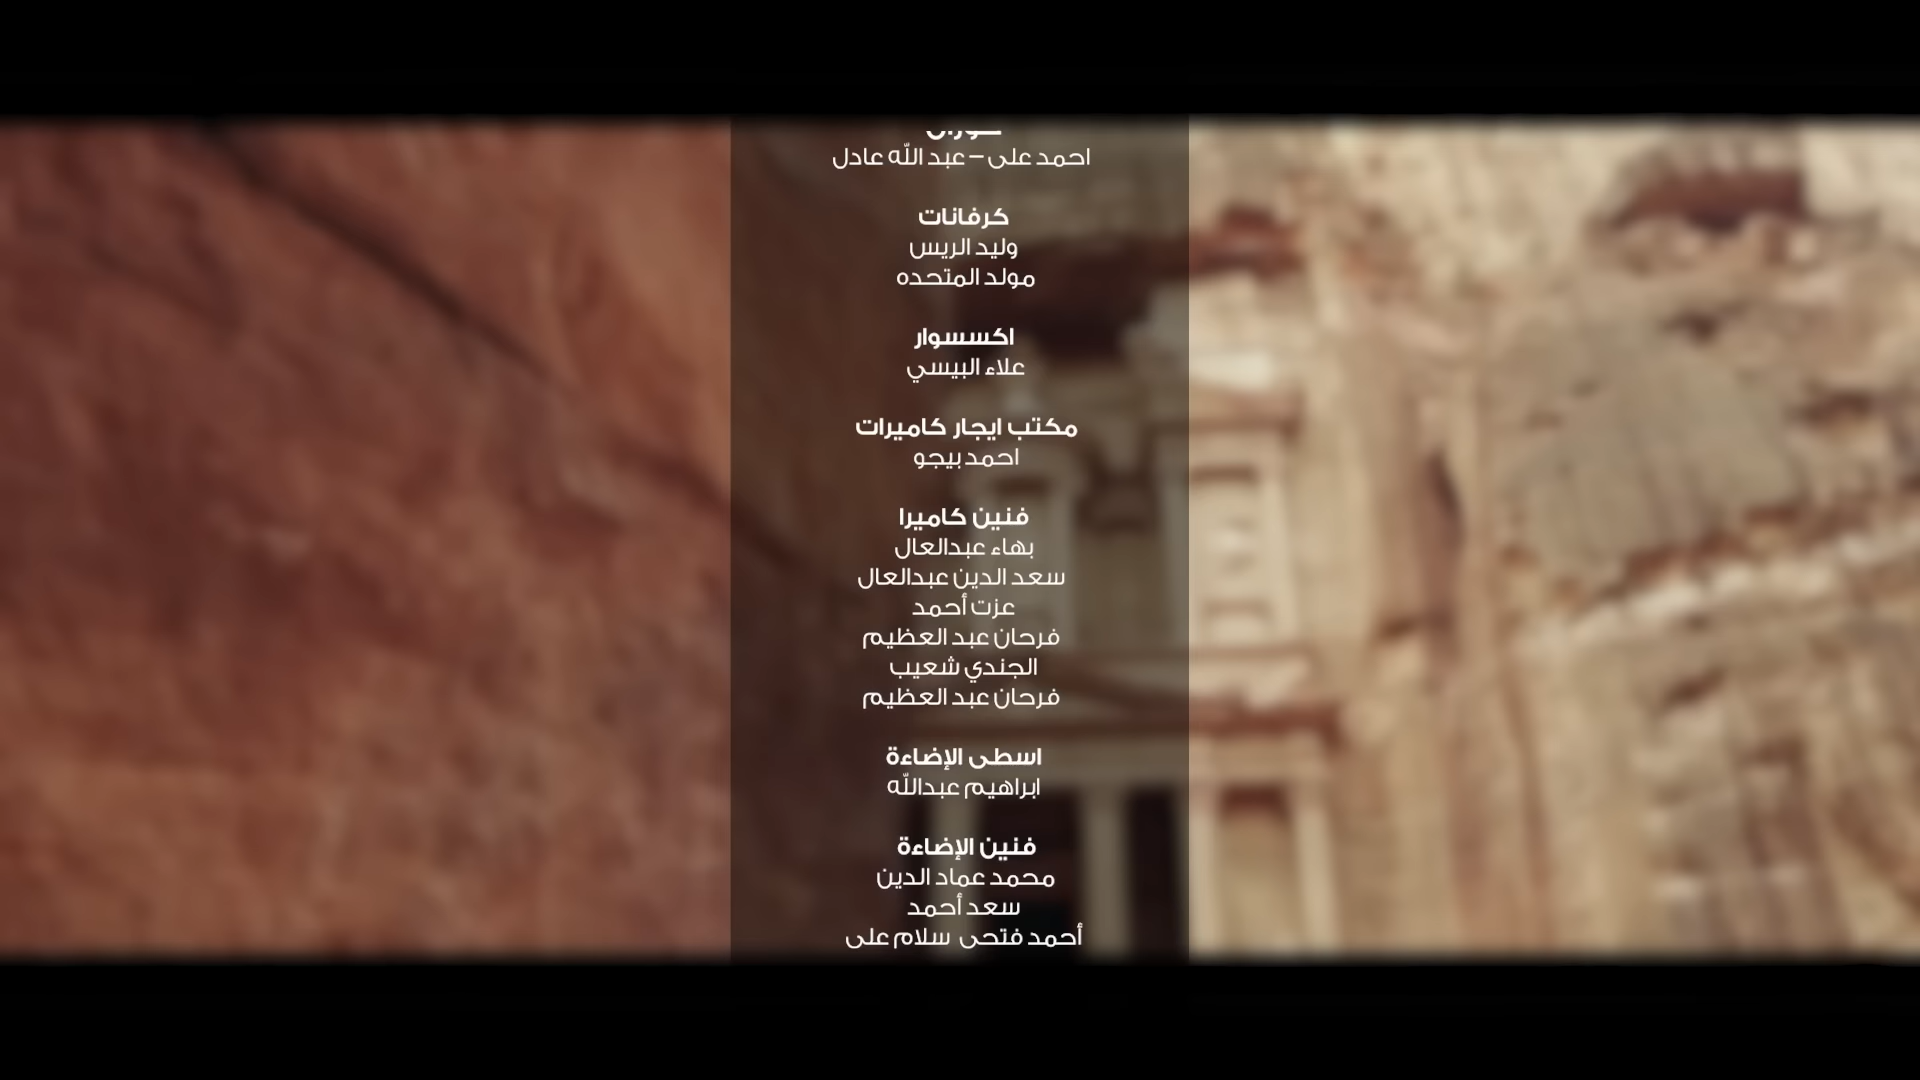 احمد على - عبد الله عادل
كرفانات
وليد الريس
مولد المتحده
اكسسوار
علاء البيسي
مكتب ايجار كاميرات
احمد بيجو
فنين كاميرا
بهاء عبدالعال
سعد الدين عبدالعال
عزت أحمد
فرحان عبد العظيم
الجندي شعيب
فرحان عبد العظيم
اسطى الإضاءة
ابراهيم عبدالله
فنين الإضاءة
محمد عماد الدين
سعد أحمد
أحمد فتحى سلام على